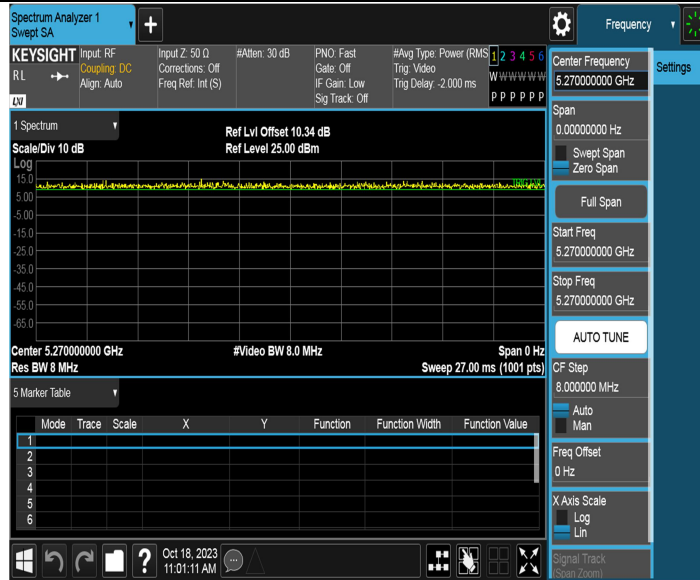 Spectrum Analyzer 1
Swept SA
Frequency
KEYSIGHT
RL
LXI
Input: RF
Coupling: DC
Align: Auto
Input Z: 50 Ω
Corrections: Off
Freq Ref: Int (S)
#Atten: 30 dB
PNO: Fast
Gate: Off
IF Gain: Low
Sig Track: Off
#Avg Type: Power (RMS
Trig: Video
Trig Delay: -2.000 ms
1 2 3 4 5 6
W W W W W W
P P P P P P
1 Spectrum
Scale/Div 10 dB
Ref Lvl Offset 10.34 dB
Ref Level 25.00 dBm
Log
15.0
5.00
-5.00
-15.0
-25.0
-35.0
-45.0
-55.0
-65.0
Center 5.270000000 GHz
#Video BW 8.0 MHz
Span 0 Hz
Res BW 8 MHz
Sweep 27.00 ms (1001 pts)
5 Marker Table
Mode Trace Scale X Y Function Function Width Function Value
1
2
3
4
5
6
?
Oct 18, 2023
11:01:11 AM
Center Frequency
5.270000000 GHz
Settings
Span
0.00000000 Hz
Swept Span
Zero Span
Full Span
Start Freq
5.270000000 GHz
Stop Freq
5.270000000 GHz
AUTO TUNE
CF Step
8.000000 MHz
Auto
Man
Freq Offset
0 Hz
X Axis Scale
Log
Lin
Signal Track
(Span Zoom)